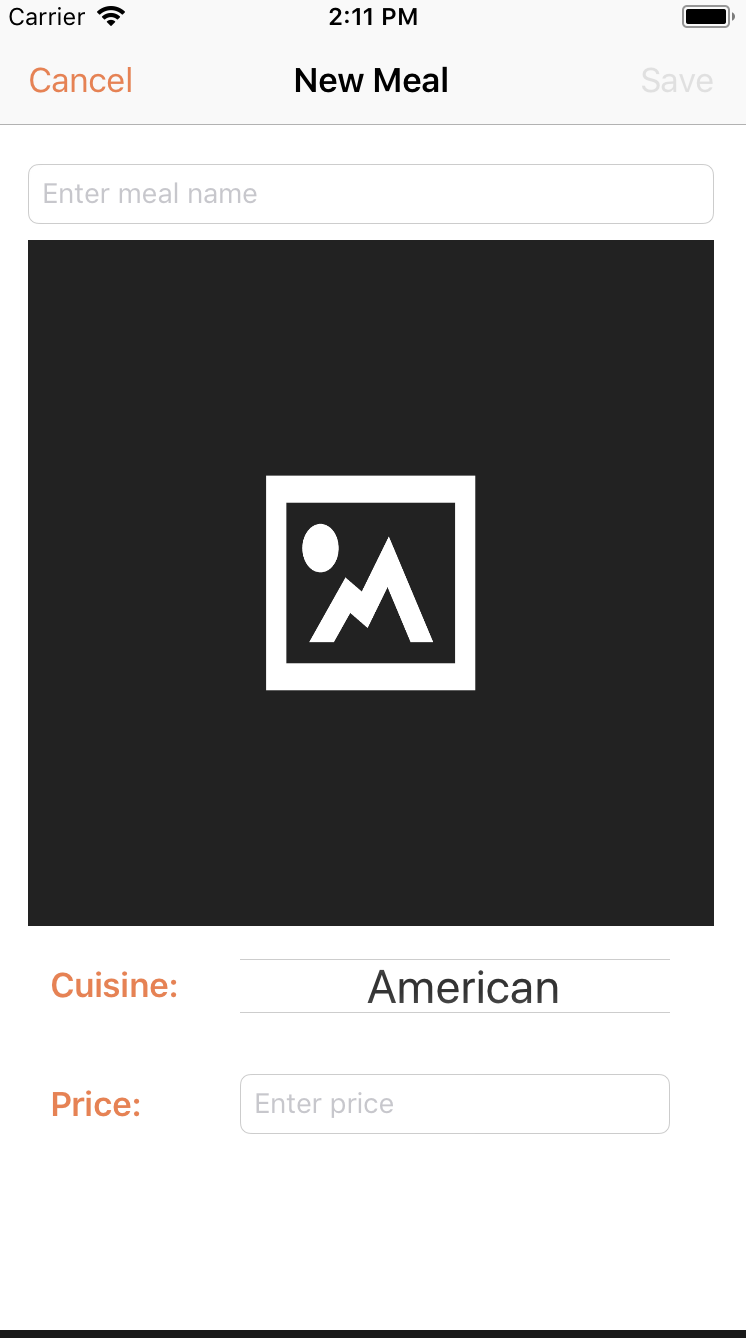 Carrier 2:11 PM
Cancel New Meal Save
Enter meal name
Cuisine: American
Price: Enter price